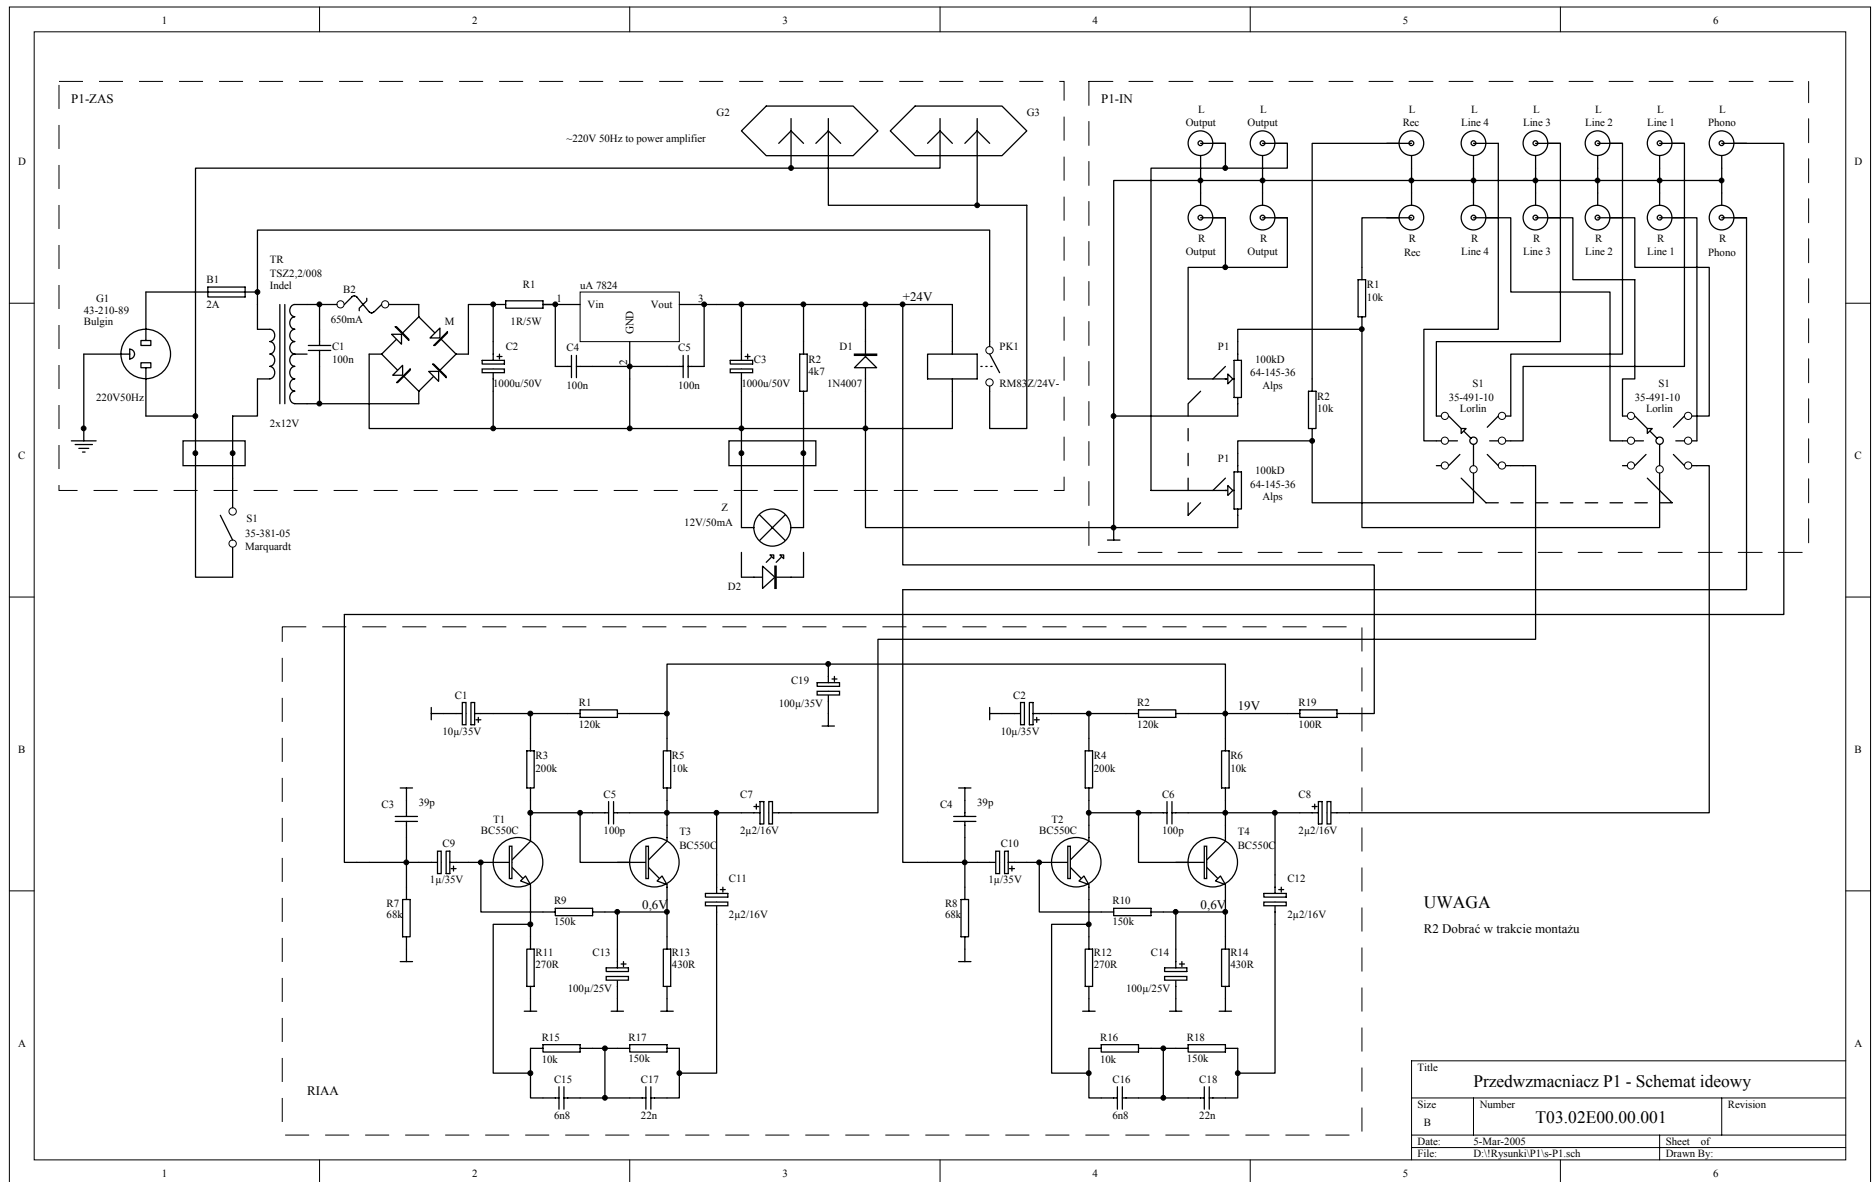 1 2 3 4 5 6
D D
C C
B B
A A
1 2 3 4 5 6
P1-ZAS
G2
G3
~220V 50Hz to power amplifier
TR
TSZ2,2/008
Indel
B1
2A
B2
650mA
G1
43-210-89
Bulgin
220V50Hz
C1
100n
2x12V
M
R1
1R/5W
C2
1000u/50V
uA 7824
1
Vin
Vout
3
GND
2
C4
100n
C5
100n
+24V
C3
1000u/50V
R2
4k7
D1
1N4007
PK1
RM83Z/24V-
S1
35-381-05
Marquardt
Z
12V/50mA
D2
P1-IN
L
Output
L
Output
L
Rec
L
Line 4
L
Line 3
L
Line 2
L
Line 1
L
Phono
R
Output
R
Output
R
Rec
R
Line 4
R
Line 3
R
Line 2
R
Line 1
R
Phono
R1
10k
P1
100kD
64-145-36
Alps
R2
10k
S1
35-491-10
Lorlin
S1
35-491-10
Lorlin
P1
100kD
64-145-36
Alps
C1
10µ/35V
R1
120k
C19
100µ/35V
R3
200k
R5
10k
C3
39p
C5
100p
C7
2µ2/16V
T1
BC550C
T3
BC550C
C9
1µ/35V
C11
2µ2/16V
R7
68k
R9
150k
0,6V
R11
270R
C13
100µ/25V
R13
430R
R15
10k
R17
150k
C15
6n8
C17
22n
RIAA
C2
10µ/35V
R2
120k
19V
R19
100R
R4
200k
R6
10k
C4
39p
C6
100p
C8
2µ2/16V
T2
BC550C
T4
BC550C
C10
1µ/35V
C12
2µ2/16V
R8
68k
R10
150k
0,6V
R12
270R
C14
100µ/25V
R14
430R
R16
10k
R18
150k
C16
6n8
C18
22n
UWAGA
R2 Dobrać w trakcie montażu
Title
Przedwzmacniacz P1 - Schemat ideowy
Size
B
Number
T03.02E00.00.001
Revision
Date: 5-Mar-2005 Sheet of
File: D:\!Rysunki\P1\s-P1.sch Drawn By: